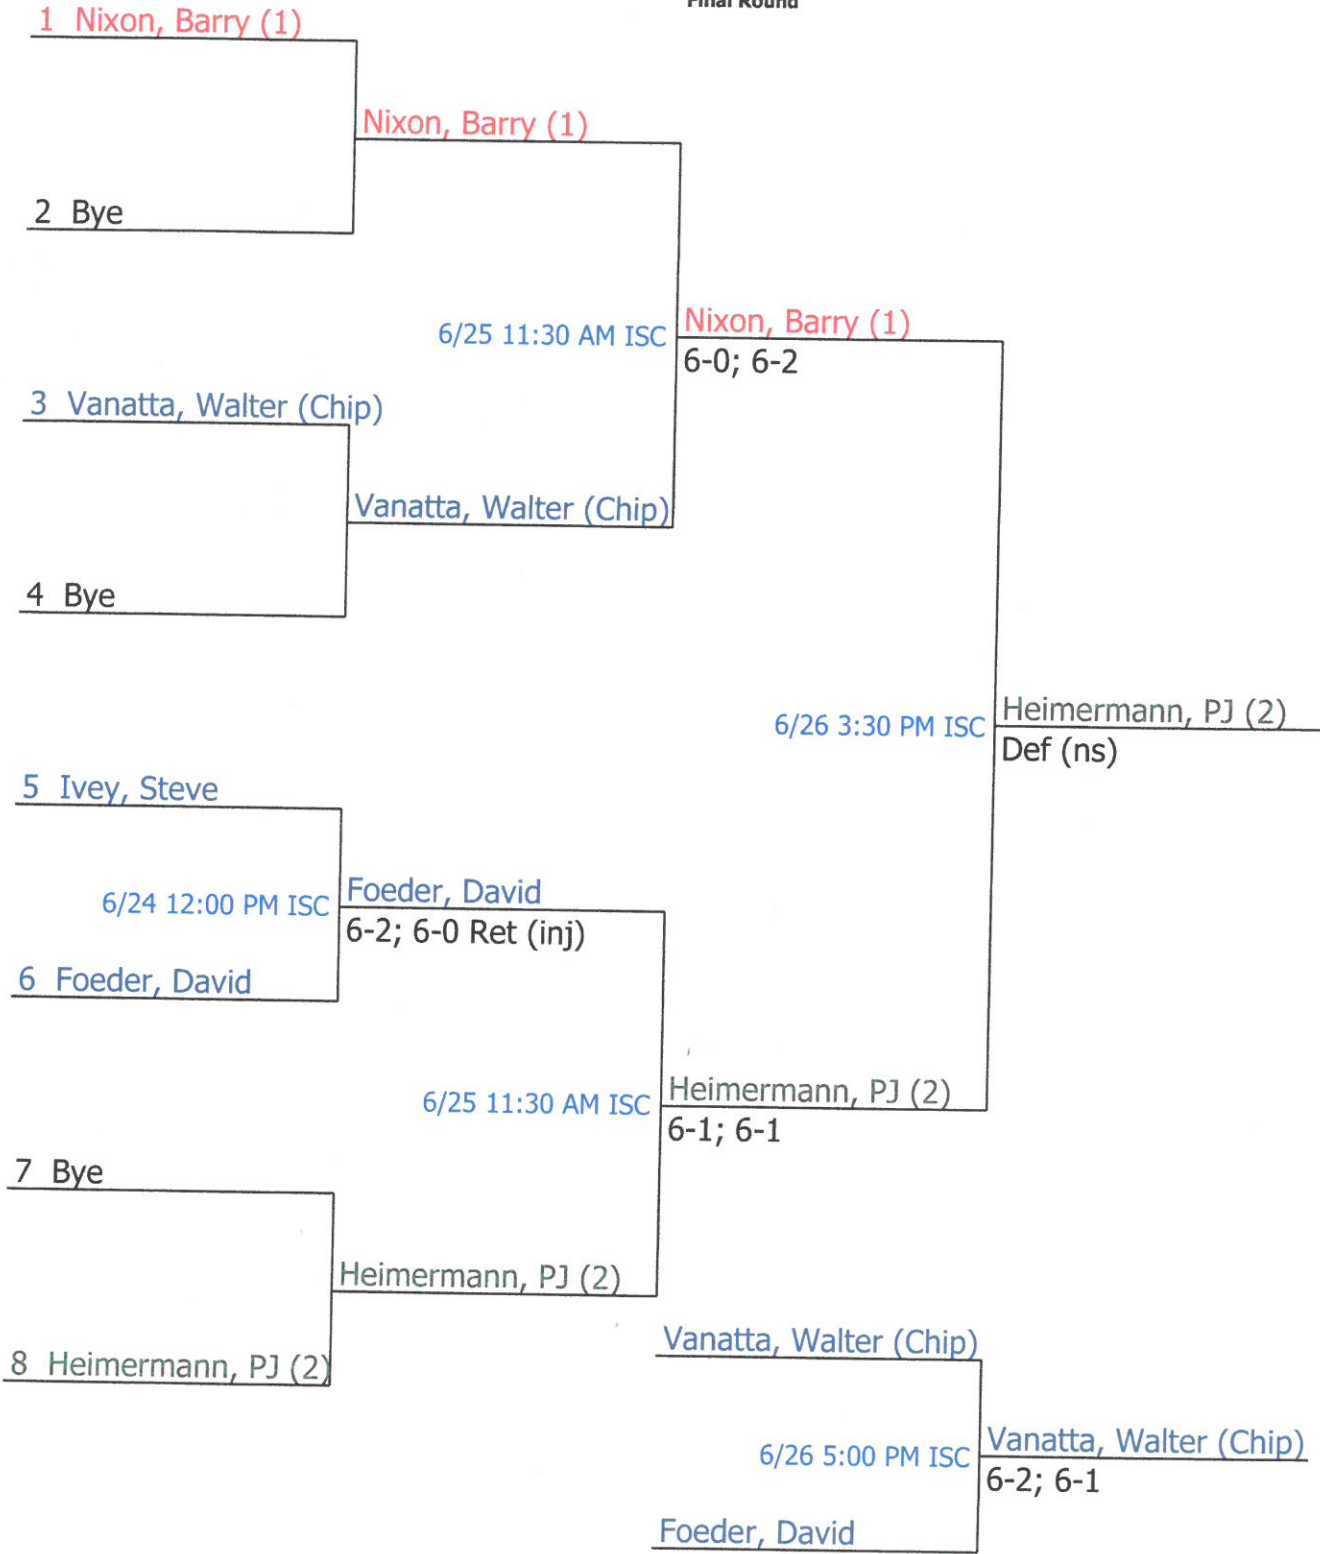 Final Round
1 Nixon, Barry (1)
Nixon, Barry (1)
2 Bye
6/25 11:30 AM ISC
Nixon, Barry (1)
6-0; 6-2
3 Vanatta, Walter (Chip)
Vanatta, Walter (Chip)
4 Bye
6/26 3:30 PM ISC
Heimermann, PJ (2)
Def (ns)
5 Ivey, Steve
6/24 12:00 PM ISC
Foeder, David
6-2; 6-0 Ret (inj)
6 Foeder, David
6/25 11:30 AM ISC
Heimermann, PJ (2)
6-1; 6-1
7 Bye
Heimermann, PJ (2)
8 Heimermann, PJ (2)
Vanatta, Walter (Chip)
6/26 5:00 PM ISC
Vanatta, Walter (Chip)
6-2; 6-1
Foeder, David